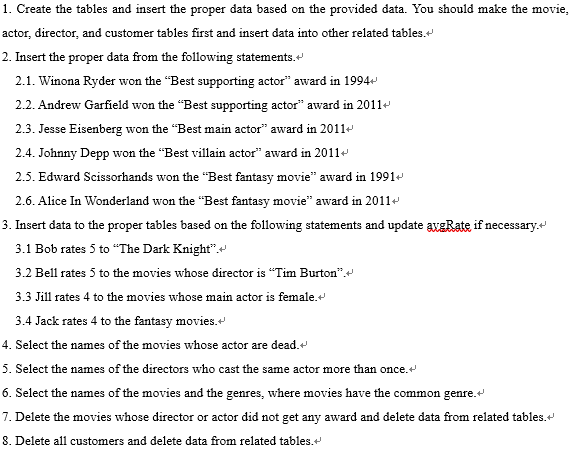 1. Create the tables and insert the proper data based on the provided data. You should make the movie,
actor, director, and customer tables first and insert data into other related tables.↵
2. Insert the proper data from the following statements.↵
2.1. Winona Ryder won the “Best supporting actor” award in 1994↵
2.2. Andrew Garfield won the “Best supporting actor” award in 2011↵
2.3. Jesse Eisenberg won the “Best main actor” award in 2011↵
2.4. Johnny Depp won the “Best villain actor” award in 2011↵
2.5. Edward Scissorhands won the “Best fantasy movie” award in 1991↵
2.6. Alice In Wonderland won the “Best fantasy movie” award in 2011↵
3. Insert data to the proper tables based on the following statements and update avgRate if necessary.↵
3.1 Bob rates 5 to “The Dark Knight”.↵
3.2 Bell rates 5 to the movies whose director is “Tim Burton”.↵
3.3 Jill rates 4 to the movies whose main actor is female.↵
3.4 Jack rates 4 to the fantasy movies.↵
4. Select the names of the movies whose actor are dead.↵
5. Select the names of the directors who cast the same actor more than once.↵
6. Select the names of the movies and the genres, where movies have the common genre.↵
7. Delete the movies whose director or actor did not get any award and delete data from related tables.↵
8. Delete all customers and delete data from related tables.↵